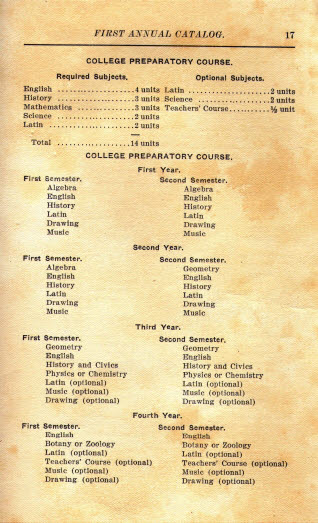 FIRST ANNUAL CATALOG. 17
COLLEGE PREPARATORY COURSE.
Required Subjects. Optional Subjects.
English ................4 units Latin ....................2 units
History ................3 units Science ..................2 unit
Mathematics ............3 units Teachers' Course..........½ unit
Science ................2 units
Latin ..................2 units
—
Total ..................14 units
COLLEGE PREPARATORY COURSE.
First Year.
First Semester. Second Semester.
Algebra Algebra
English English
History History
Latin Latin
Drawing Drawing
Music Music
Second Year.
First Semester. Second Semester.
Algebra Geometry
English English
History History
Latin Latin
Drawing Drawing
Music Music
Third Year.
First Semester. Second Semester.
Geometry Geometry
English English
History and Civics History and Civics
Physics or Chemistry Physics or Chemistry
Latin (optional) Latin (optional)
Music (optional) Music (optional)
Drawing (optional) Drawing (optional)
Fourth Year.
First Semester. Second Semester.
English English
Botany or Zoology Botany or Zoology
Latin (optional) Latin (optional)
Teachers' Course (optional) Teachers' Course (optional)
Music (optional) Music (optional)
Drawing (optional) Drawing (optional)